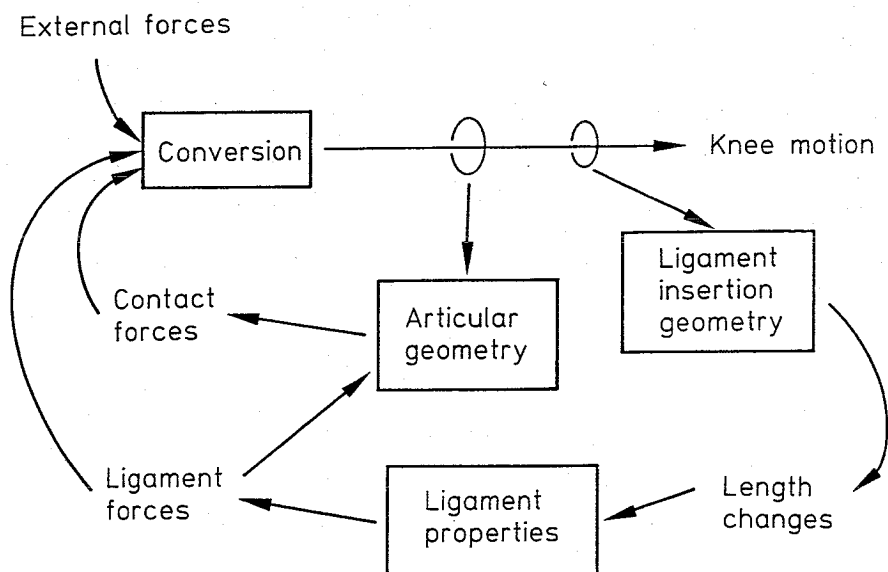 External forces
Conversion
Knee motion
Ligament
insertion
geometry
Contact
forces
Articular
geometry
Ligament
forces
Ligament
properties
Length
changes